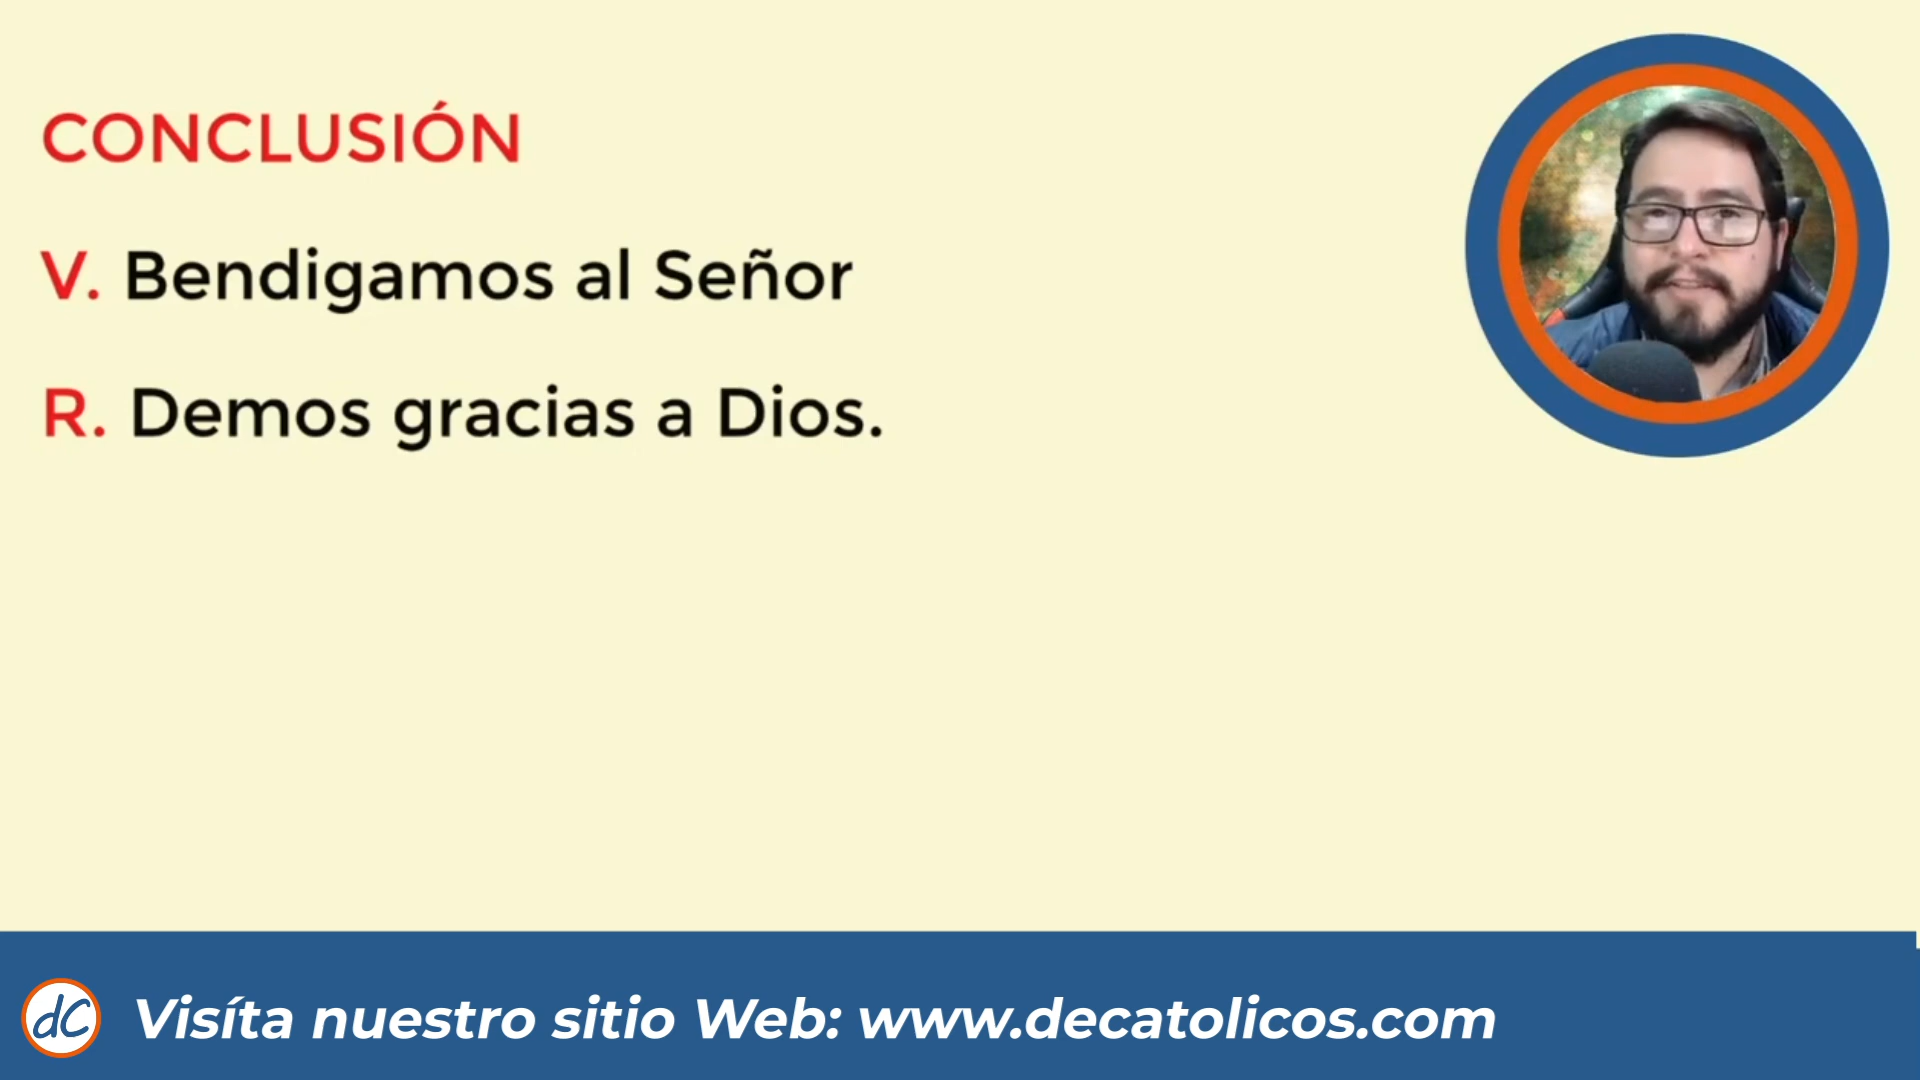 CONCLUSIÓN
V. Bendigamos al Señor
R. Demos gracias a Dios.
dC Visíta nuestro sitio Web: www.decatolicos.com